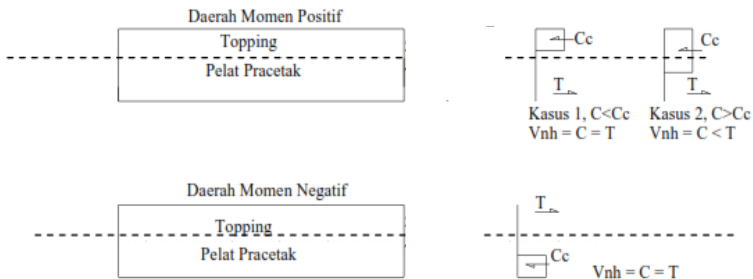 Daerah Momen Positif
Topping
Pelat Pracetak
Cc
T
Kasus 1, C<Cc
Vnh = C = T
Cc
T
Kasus 2, C>Cc
Vnh = C < T
Daerah Momen Negatif
Topping
Pelat Pracetak
T
Cc
Vnh = C = T